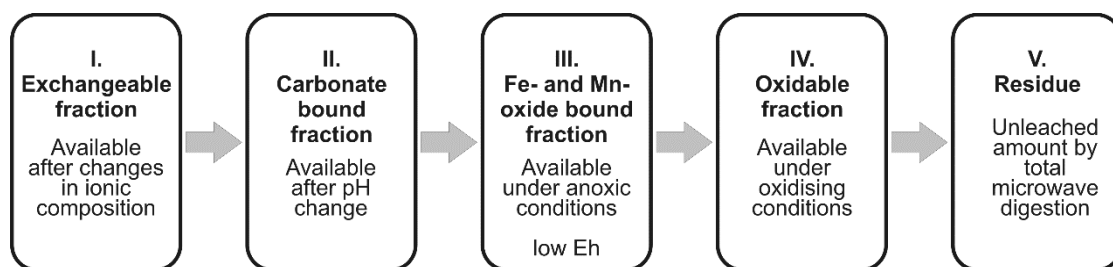 I.
Exchangeable
fraction
Available
after changes
in ionic
composition
II.
Carbonate
bound
fraction
Available
after pH
change
III.
Fe- and Mn-
oxide bound
fraction
Available
under anoxic
conditions
low Eh
IV.
Oxidable
fraction
Available
under
oxidising
conditions
V.
Residue
Unleached
amount by
total
microwave
digestion